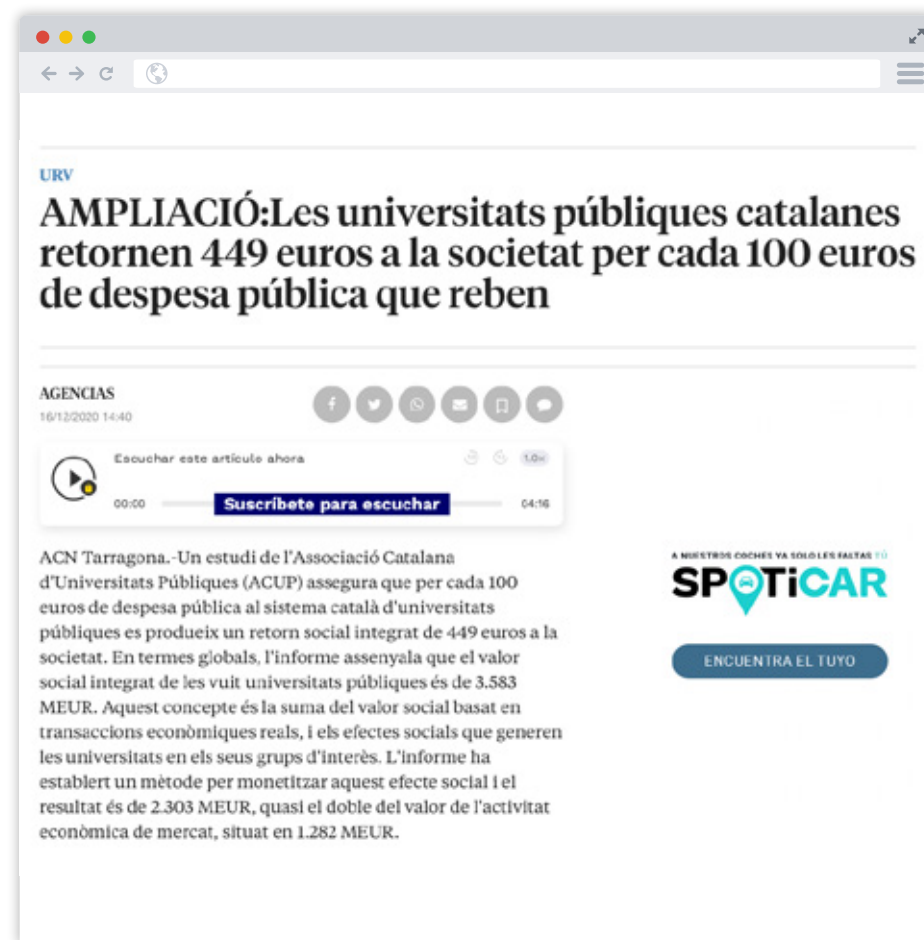 URV
AMPLIACIÓ:Les universitats públiques catalanes
retornen 449 euros a la societat per cada 100 euros
de despesa pública que reben
AGENCIAS
16/12/2020 14:40
Escuchar este artículo ahora
1.0x
00:00
Suscríbete para escuchar
04:16
ACN Tarragona.-Un estudi de l'Associació Catalana
d'Universitats Públiques (ACUP) assegura que per cada 100
euros de despesa pública al sistema català d'universitats
públiques es produeix un retorn social integrat de 449 euros a la
societat. En termes globals, l'informe assenyala que el valor
social integrat de les vuit universitats públiques és de 3.583
MEUR. Aquest concepte és la suma del valor social basat en
transaccions econòmiques reals, i els efectes socials que generen
les universitats en els seus grups d'interès. L'informe ha
establert un mètode per monetitzar aquest efecte social i el
resultat és de 2.303 MEUR, quasi el doble del valor de l'activitat
econòmica de mercat, situat en 1.282 MEUR.
A NUESTROS COCHES YA SOLO LES FALTAS TÚ
SPOTiCAR
ENCUENTRA EL TUYO